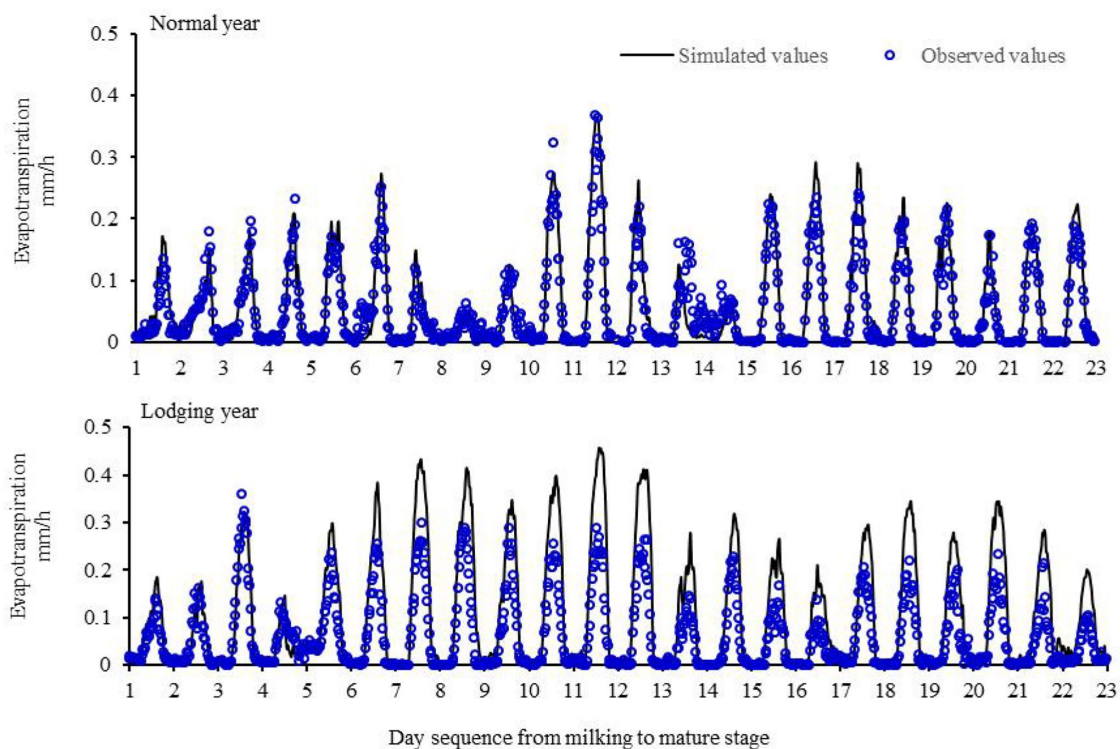 Normal year
0.5
Simulated values
Observed values
0.4
0.3
0.2
0.1
0
Evapotranspiration
mm/h
1 2 3 4 5 6 7 8 9 10 11 12 13 14 15 16 17 18 19 20 21 22 23
Lodging year
0.5
0.4
0.3
0.2
0.1
0
Evapotranspiration
mm/h
1 2 3 4 5 6 7 8 9 10 11 12 13 14 15 16 17 18 19 20 21 22 23
Day sequence from milking to mature stage